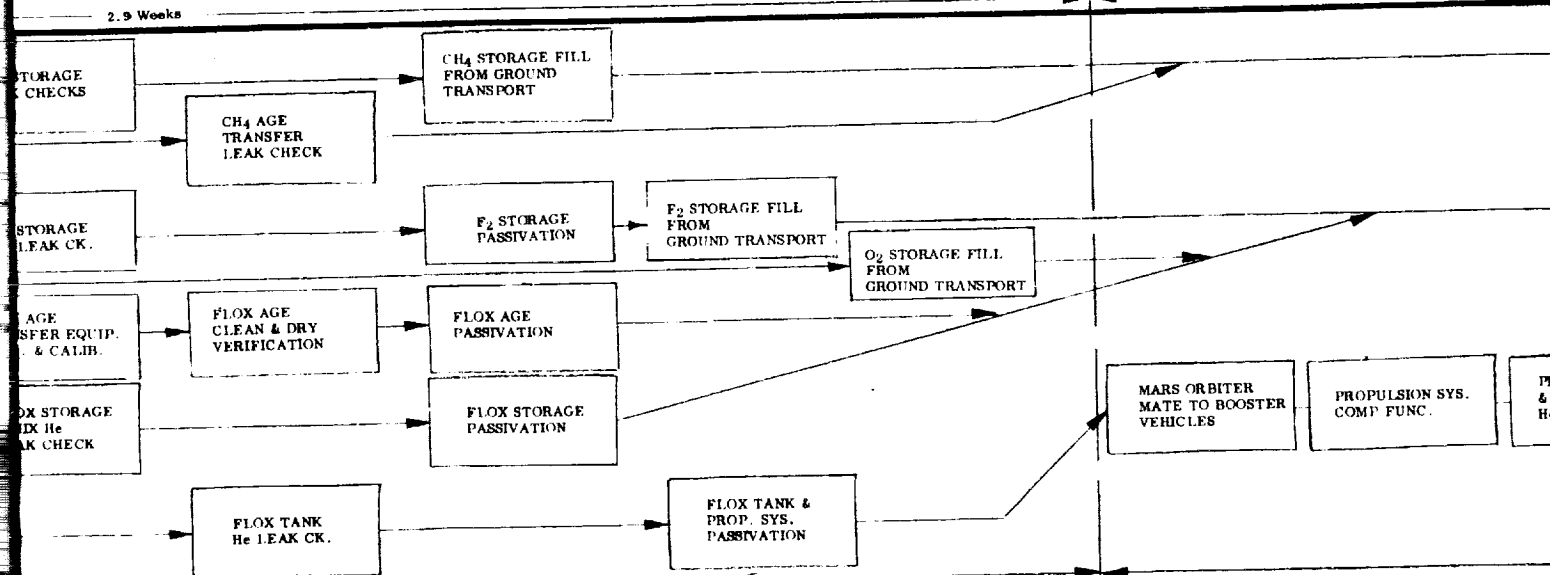 2.9 Weeks
STORAGE
CHECKS
CH4 STORAGE FILL
FROM GROUND
TRANSPORT
CH4 AGE
TRANSFER
LEAK CHECK
STORAGE
LEAK CK.
F2 STORAGE
PASSIVATION
F2 STORAGE FILL
FROM
GROUND TRANSPORT
O2 STORAGE FILL
FROM
GROUND TRANSPORT
AGE
SFER EQUIP.
. & CALIB.
FLOX AGE
CLEAN & DRY
VERIFICATION
FLOX AGE
PASSIVATION
OX STORAGE
MIX He
AK CHECK
FLOX STORAGE
PASSIVATION
MARS ORBITER
MATE TO BOOSTER
VEHICLES
PROPULSION SYS.
COMP FUNC.
P
&
H
FLOX TANK
He LEAK CK.
FLOX TANK &
PROP. SYS.
PASSIVATION